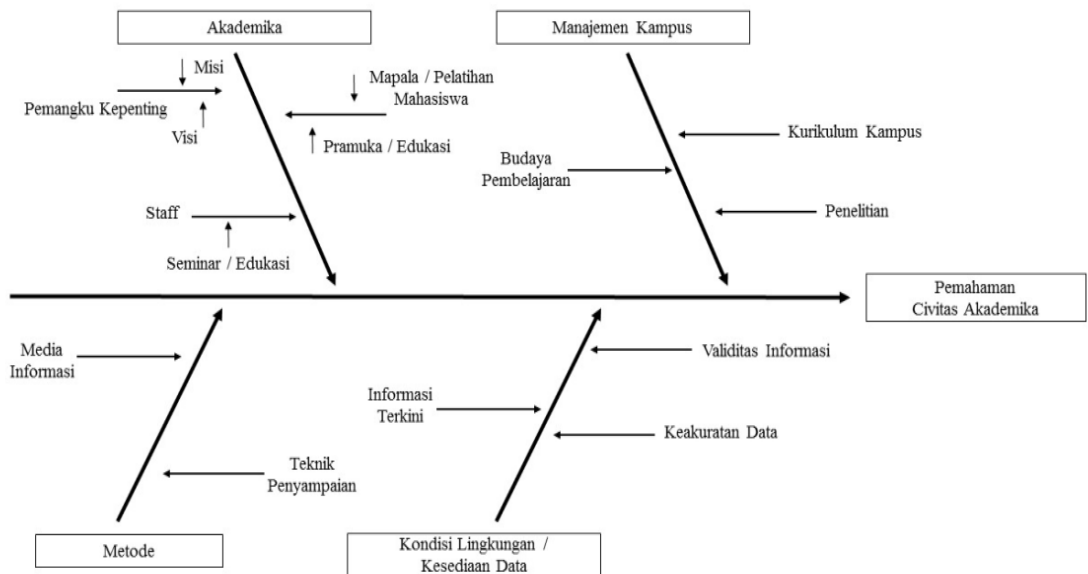 Akademika
Manajemen Kampus
Misi
Pemangku Kepenting
Visi
Mapala / Pelatihan
Mahasiswa
Pramuka / Edukasi
Staff
Seminar / Edukasi
Kurikulum Kampus
Budaya
Pembelajaran
Penelitian
Pemahaman
Civitas Akademika
Media
Informasi
Teknik
Penyampaian
Validitas Informasi
Informasi
Terkini
Keakuratan Data
Metode
Kondisi Lingkungan /
Kesediaan Data